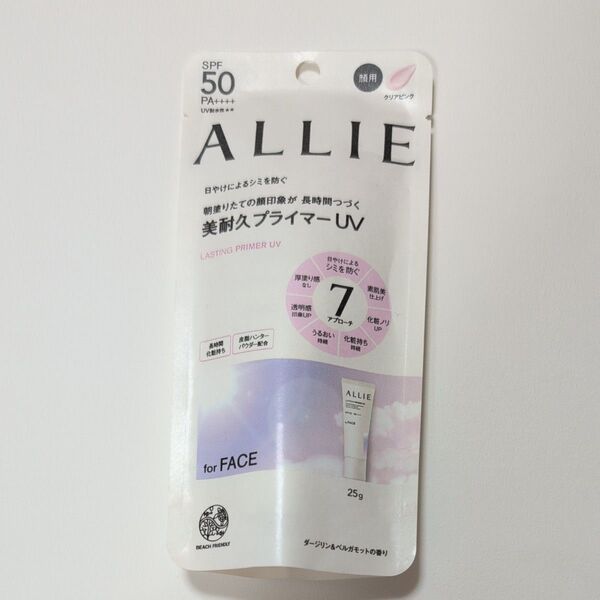 SPF
50
PA++++
UV耐水性★★
顔用
クリアピンク
ALLIE
日やけによるシミを防ぐ
朝塗りたての顔印象が 長時間つづく
美耐久プライマーUV
LASTING PRIMER UV
日やけによる
シミを防ぐ
素肌美
仕上げ
化粧ノリ
UP
化粧持ち
持続
うるおい
持続
透明感
印象UP
厚塗り感
なし
7
アプローチ
長時間
化粧持ち
皮脂ハンター
パウダー配合
ALLIE
FACE
for FACE
25g
BEACH FRIENDLY
ダージリン&ベルガモットの香り